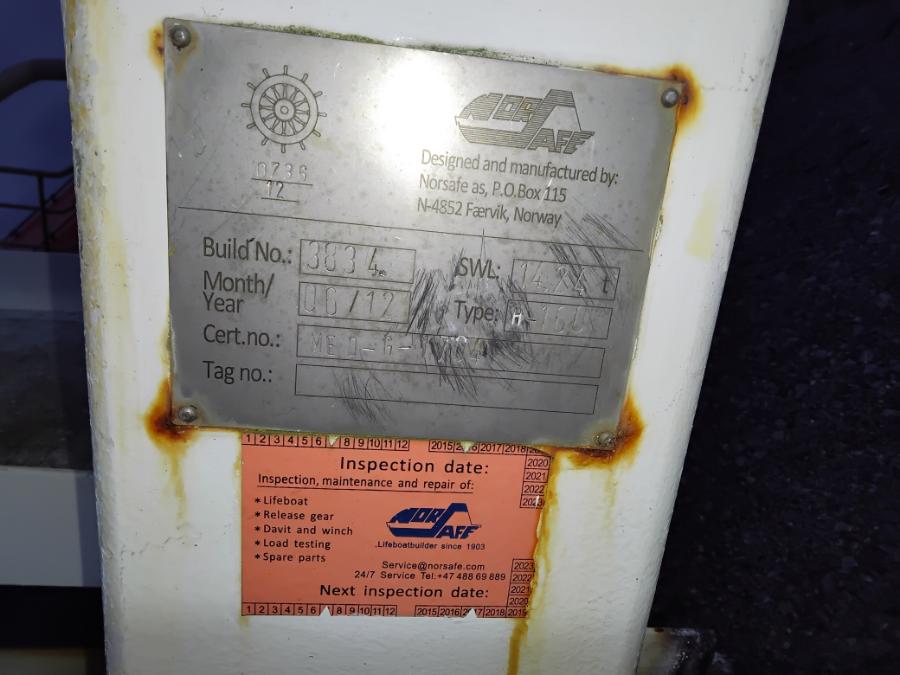 0736
12
NORSAFE
Designed and manufactured by:
Norsafe as, P.O.Box 115
N-4852 Færvik, Norway
Build No.: 3834
SWL: 14.24 t
Month/
Year
06/12
Type:
Cert.no.: MED-
Tag no.:
1 2 3 4 5 6 8 9 10 11 12 2015 2017 2018
2020
2021
2022
2023
Inspection date:
Inspection, maintenance and repair of:
* Lifeboat
* Release gear
* Davit and winch
* Load testing
* Spare parts
NORSAFE
.Lifeboatbuilder since 1903
Service@norsafe.com
24/7 Service Tel:+47 488 69 889
Next inspection date:
2023
2022
2021
2020
1 2 3 4 5 6 8 9 10 11 12 2015 2016 2018 2019